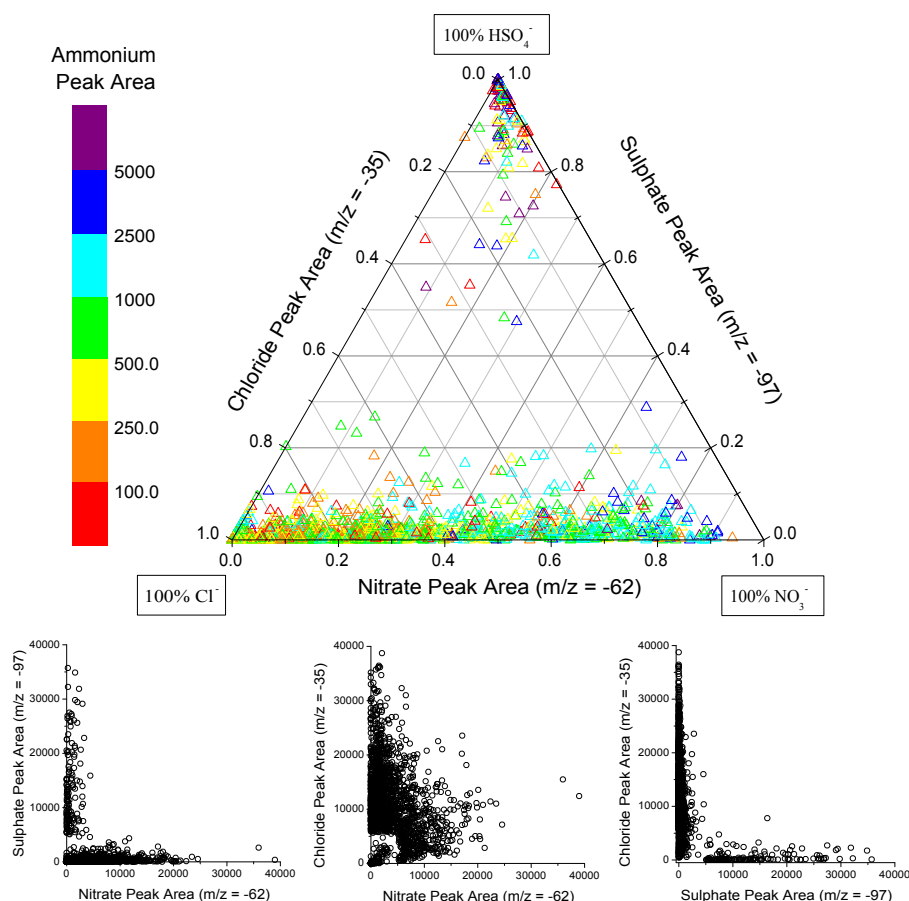 100% HSO₄⁻
Ammonium
Peak Area
5000
2500
1000
500.0
250.0
100.0
0.0 1.0
0.2 0.8
0.4 0.6
0.6 0.4
0.8 0.2
1.0 0.0
0.0 0.2 0.4 0.6 0.8 1.0
Chloride Peak Area (m/z = -35)
Sulphate Peak Area (m/z = -97)
Nitrate Peak Area (m/z = -62)
100% Cl⁻
100% NO₃⁻
Sulphate Peak Area (m/z = -97)
40000
30000
20000
10000
0
0 10000 20000 30000 40000
Nitrate Peak Area (m/z = -62)
Chloride Peak Area (m/z = -35)
40000
30000
20000
10000
0
0 10000 20000 30000 40000
Nitrate Peak Area (m/z = -62)
Chloride Peak Area (m/z = -35)
40000
30000
20000
10000
0
0 10000 20000 30000 40000
Sulphate Peak Area (m/z = -97)